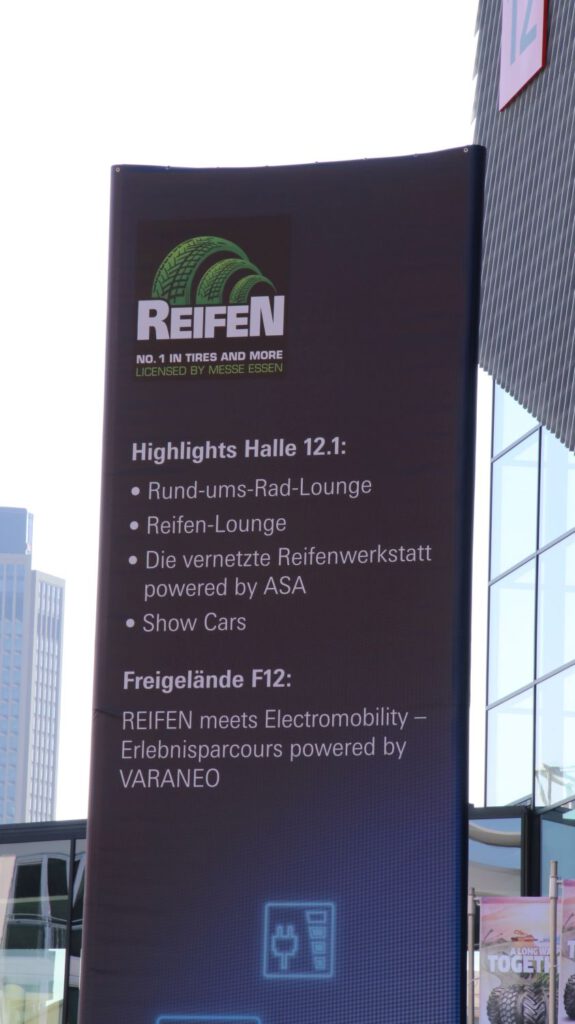 12
REIFEN
NO. 1 IN TIRES AND MORE
LICENSED BY MESSE ESSEN
Highlights Halle 12.1:
• Rund-ums-Rad-Lounge
• Reifen-Lounge
• Die vernetzte Reifenwerkstatt
powered by ASA
• Show Cars
Freigelände F12:
REIFEN meets Electromobility –
Erlebnisparcours powered by
VARANEO
A LONG WAY